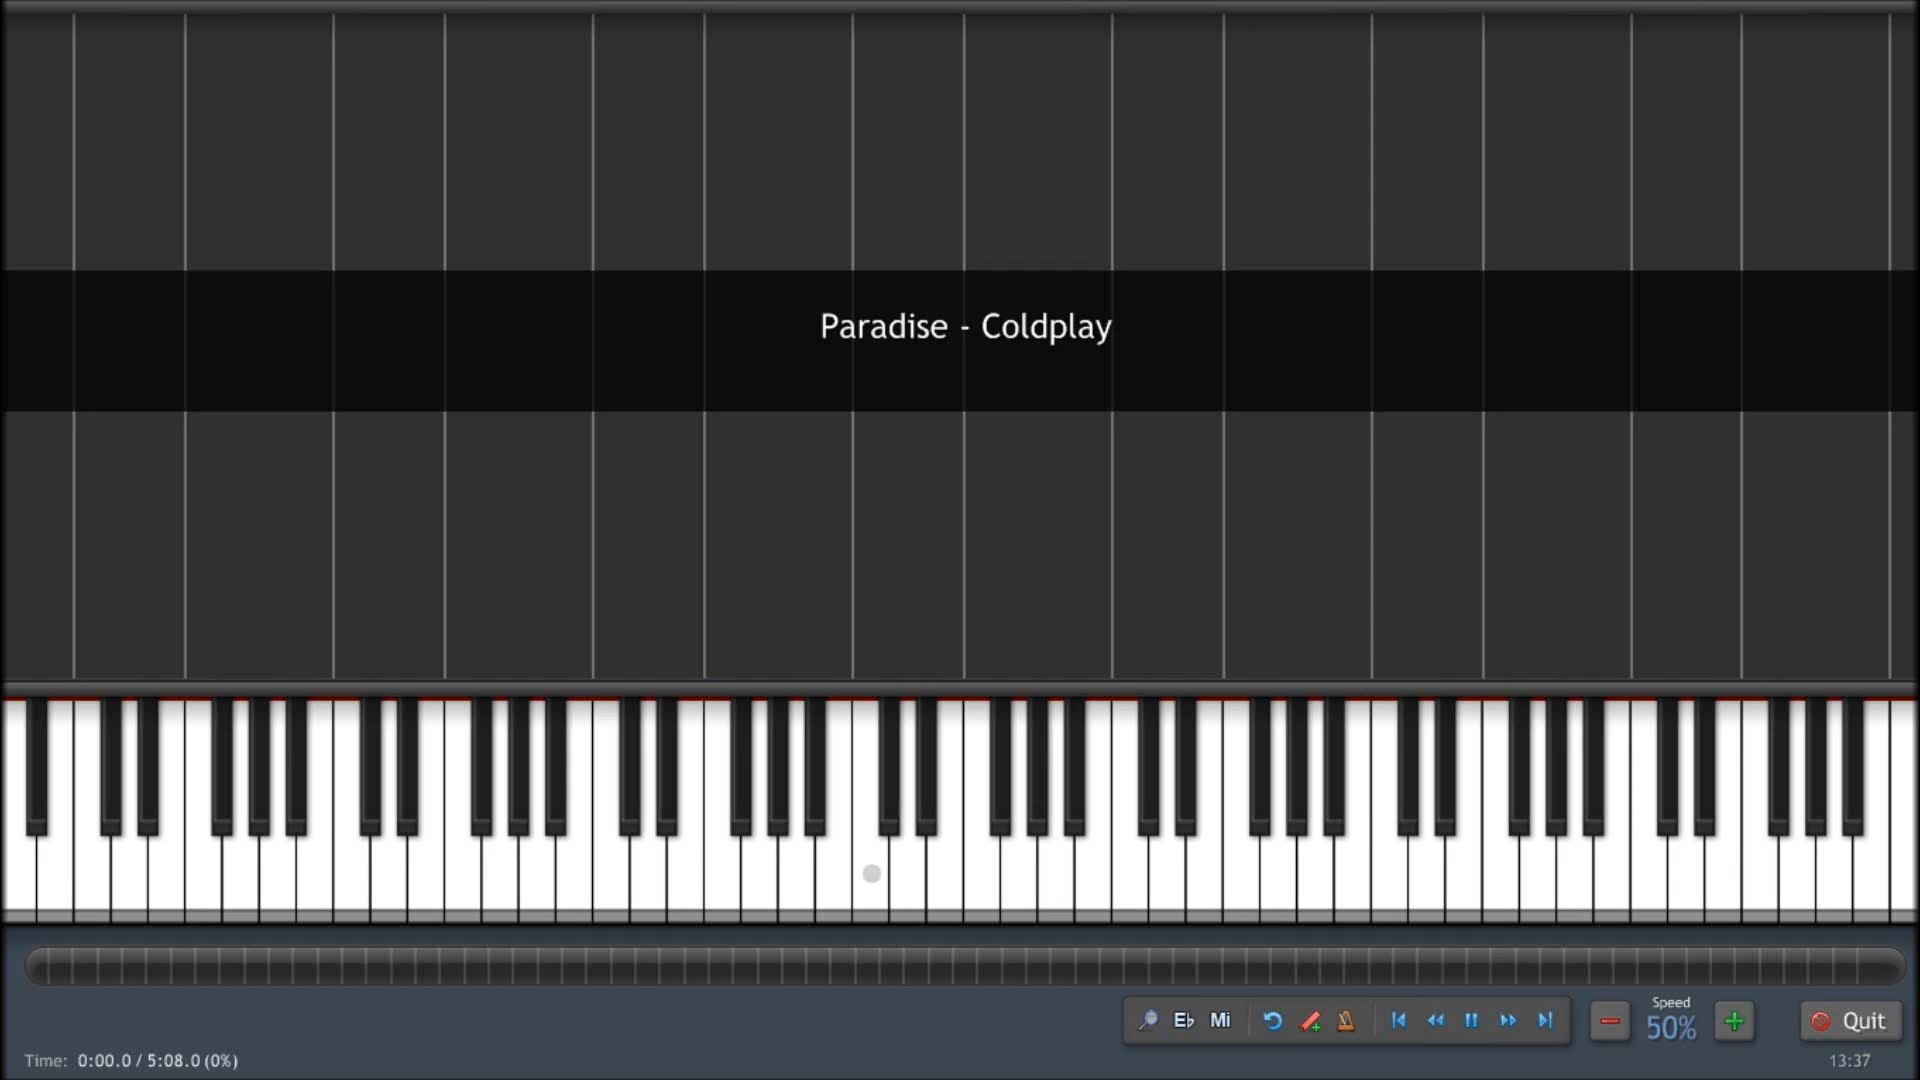 Paradise - Coldplay
Eb Mi
Speed
50%
Quit
Time: 0:00.0 / 5:08.0 (0%)
13:37